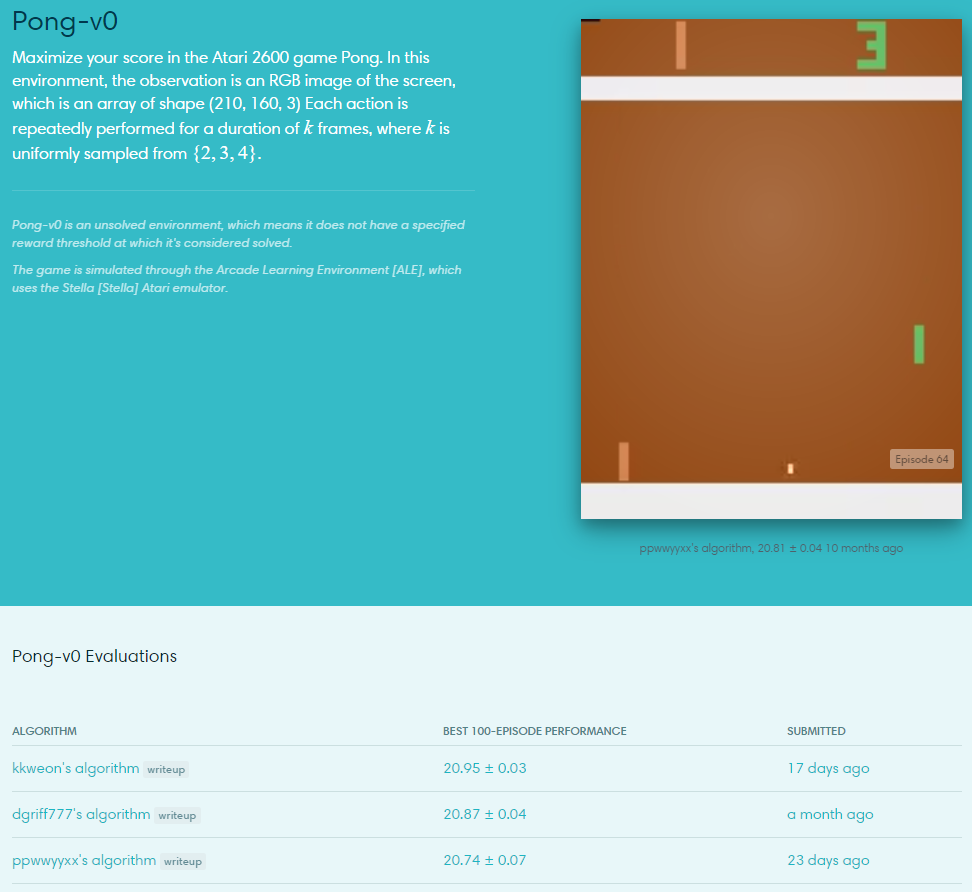 Pong-v0
Maximize your score in the Atari 2600 game Pong. In this
environment, the observation is an RGB image of the screen,
which is an array of shape (210, 160, 3) Each action is
repeatedly performed for a duration of k frames, where k is
uniformly sampled from {2, 3, 4}.
Pong-v0 is an unsolved environment, which means it does not have a specified
reward threshold at which it's considered solved.
The game is simulated through the Arcade Learning Environment [ALE], which
uses the Stella [Stella] Atari emulator.
1 3
Episode 64
ppwwyyxx's algorithm, 20.81 ± 0.04 10 months ago
Pong-v0 Evaluations
ALGORITHM BEST 100-EPISODE PERFORMANCE SUBMITTED
kkweon's algorithm writeup 20.95 ± 0.03 17 days ago
dgriff777's algorithm writeup 20.87 ± 0.04 a month ago
ppwwyyxx's algorithm writeup 20.74 ± 0.07 23 days ago